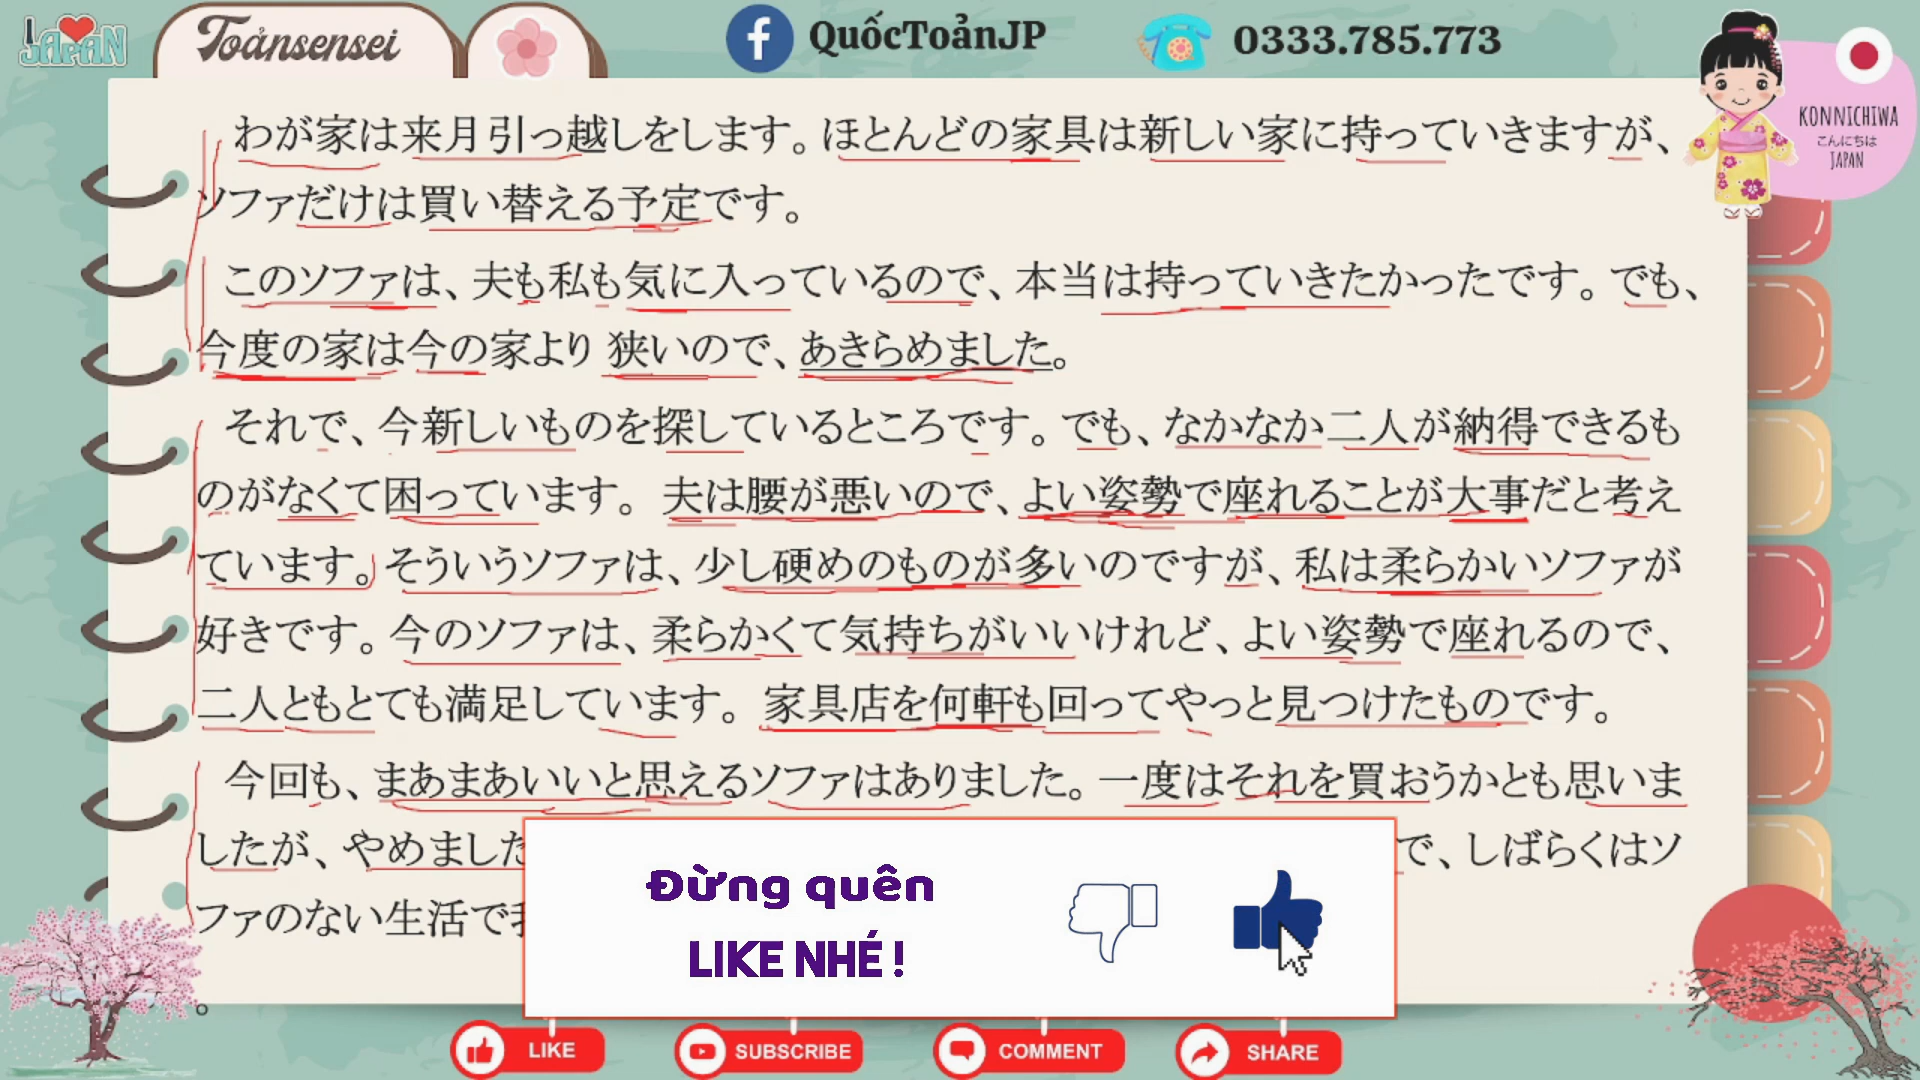 I
JAPAN
Toảnsensei
QuốcToảnJP
0333.785.773
KONNICHIWA
こんにちは
JAPAN
わが家は来月引っ越しをします。ほとんどの家具は新しい家に持っていきますが、
ソファだけは買い替える予定です。
このソファは、夫も私も気に入っているので、本当は持っていきたかったです。でも、
今度の家は今の家より 狭いので、あきらめました。
それで、今新しいものを探しているところです。でも、なかなか二人が納得できるも
のがなくて困っています。 夫は腰が悪いので、よい姿勢で座れることが大事だと考え
ています。そういうソファは、少し硬めのものが多いのですが、私は柔らかいソファが
好きです。今のソファは、柔らかくて気持ちがいいけれど、よい姿勢で座れるので、
二人ともとても満足しています。 家具店を何軒も回ってやっと見つけたものです。
今回も、まあまあいいと思えるソファはありました。一度はそれを買おうかとも思いま
したが、やめました で、しばらくはソ
ファのない生活で
。
Đừng quên
LIKE NHÉ !
LIKE
SUBSCRIBE
COMMENT
SHARE